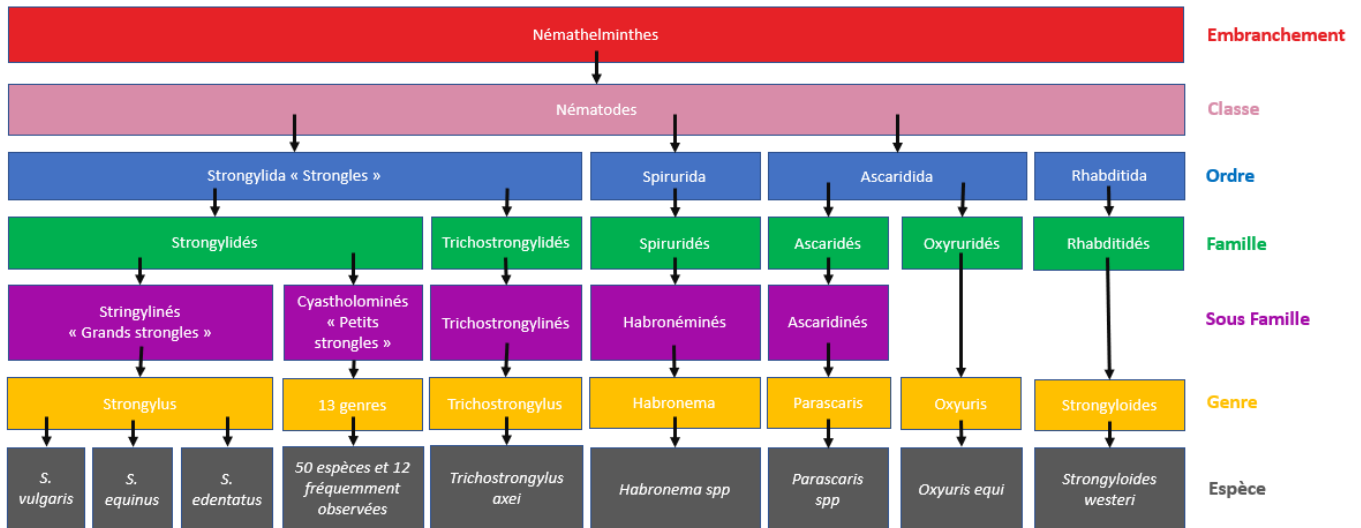 Némathelminthes
Embranchement
Nématodes
Classe
Strongylida « Strongles »
Spirurida
Ascaridida
Rhabditida
Ordre
Strongylidés
Trichostrongylidés
Spiruridés
Ascaridés
Oxyruridés
Rhabditidés
Famille
Stringylinés
« Grands strongles »
Cyastholominés
« Petits
strongles »
Trichostrongylinés
Habronéminés
Ascaridinés
Sous Famille
Strongylus
13 genres
Trichostrongylus
Habronema
Parascaris
Oxyuris
Strongyloides
Genre
S.
vulgaris
S.
equinus
S.
edentatus
50 espèces et 12
fréquemment
observées
Trichostrongylus
axei
Habronema spp
Parascaris
spp
Oxyuris equi
Strongyloides
westeri
Espèce